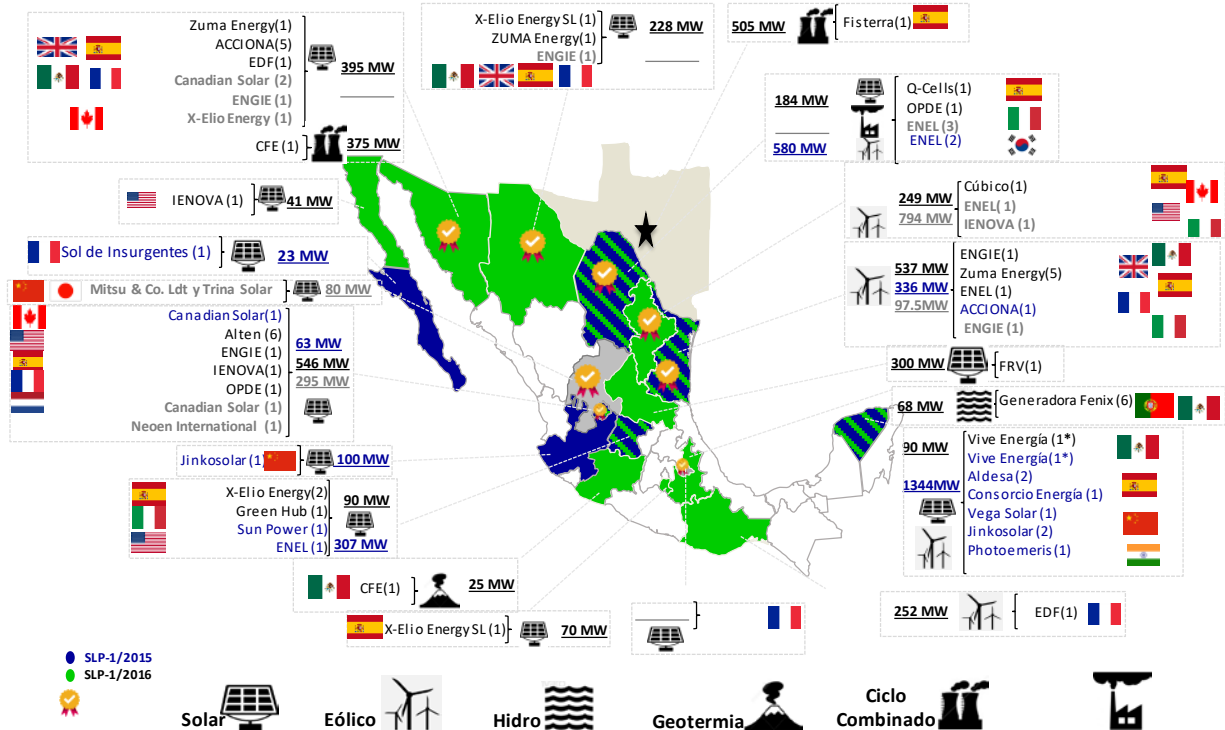 Zuma Energy(1)
ACCIONA(5)
EDF(1)
Canadian Solar (2)
ENGIE (1)
X-Elio Energy (1)
395 MW
CFE (1)
375 MW
X-Elio Energy SL (1)
ZUMA Energy(1)
ENGIE (1)
228 MW
505 MW
Fisterra(1)
184 MW
580 MW
Q-Cells(1)
OPDE (1)
ENEL (3)
ENEL (2)
IENOVA (1)
41 MW
249 MW
794 MW
Cúbico(1)
ENEL( 1)
IENOVA (1)
Sol de Insurgentes (1)
23 MW
Mitsu & Co. Ldt y Trina Solar
80 MW
537 MW
336 MW
97.5MW
ENGIE(1)
Zuma Energy(5)
ENEL (1)
ACCIONA(1)
ENGIE (1)
Canadian Solar(1)
Alten (6)
ENGIE (1)
IENOVA(1)
OPDE (1)
Canadian Solar (1)
Neoen International (1)
63 MW
546 MW
295 MW
300 MW
FRV(1)
68 MW
Generadora Fenix (6)
Jinkosolar (1)
100 MW
90 MW
1344MW
Vive Energía (1*)
Vive Energía(1*)
Aldesa (2)
Consorcio Energía (1)
Vega Solar (1)
Jinkosolar (2)
Photoemeris (1)
X-Elio Energy(2)
Green Hub (1)
Sun Power (1)
ENEL (1)
90 MW
307 MW
CFE(1)
25 MW
X-Elio Energy SL(1)
70 MW
252 MW
EDF(1)
SLP-1/2015
SLP-1/2016
Solar
Eólico
Hidro
Geotermia
Ciclo
Combinado